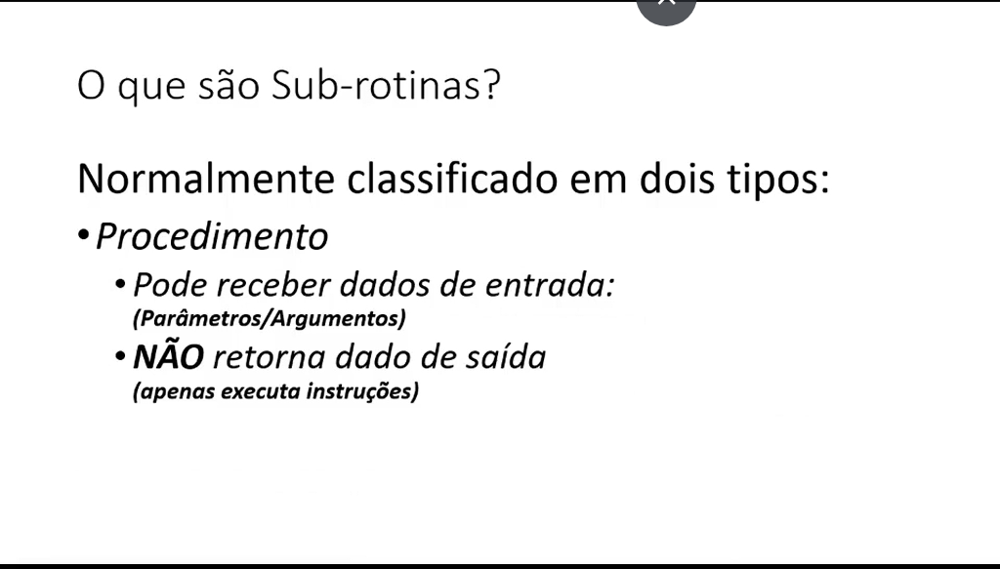 O que são Sub-rotinas?
Normalmente classificado em dois tipos:
•Procedimento
•Pode receber dados de entrada:
(Parâmetros/Argumentos)
•NÃO retorna dado de saída
(apenas executa instruções)